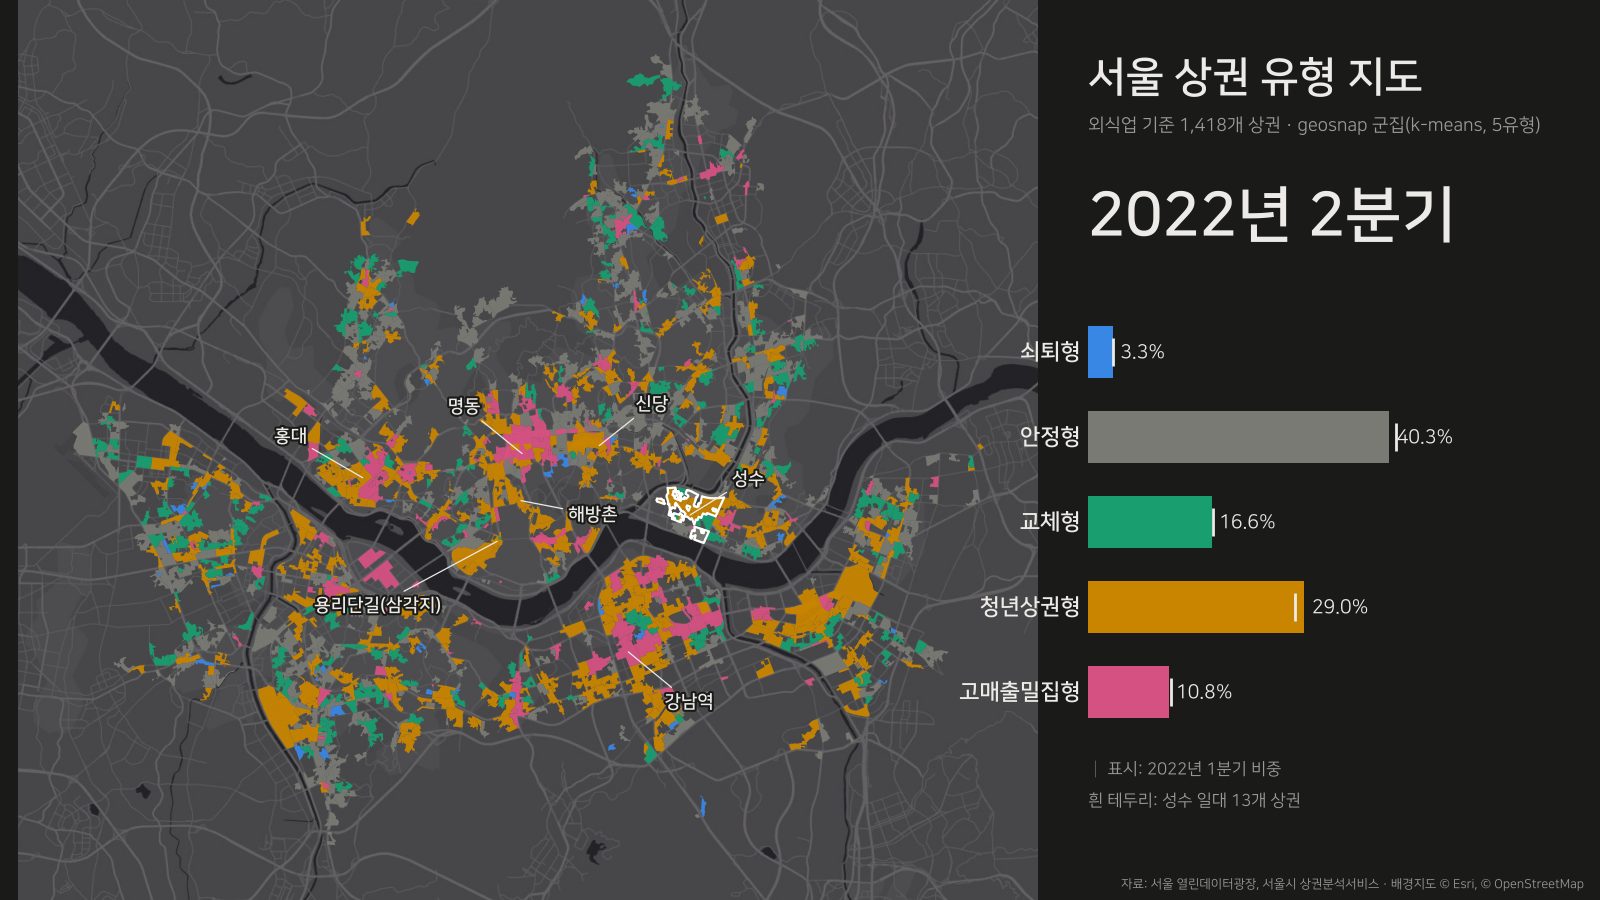 서울 상권 유형 지도
외식업 기준 1,418개 상권 · geosnap 군집(k-means, 5유형)
2022년 2분기
쇠퇴형 3.3%
안정형 40.3%
교체형 16.6%
청년상권형 29.0%
고매출밀집형 10.8%
| 표시: 2022년 1분기 비중
흰 테두리: 성수 일대 13개 상권
자료: 서울 열린데이터광장, 서울시 상권분석서비스 · 배경지도 © Esri, © OpenStreetMap
명동
신당
홍대
성수
해방촌
용리단길(삼각지)
강남역